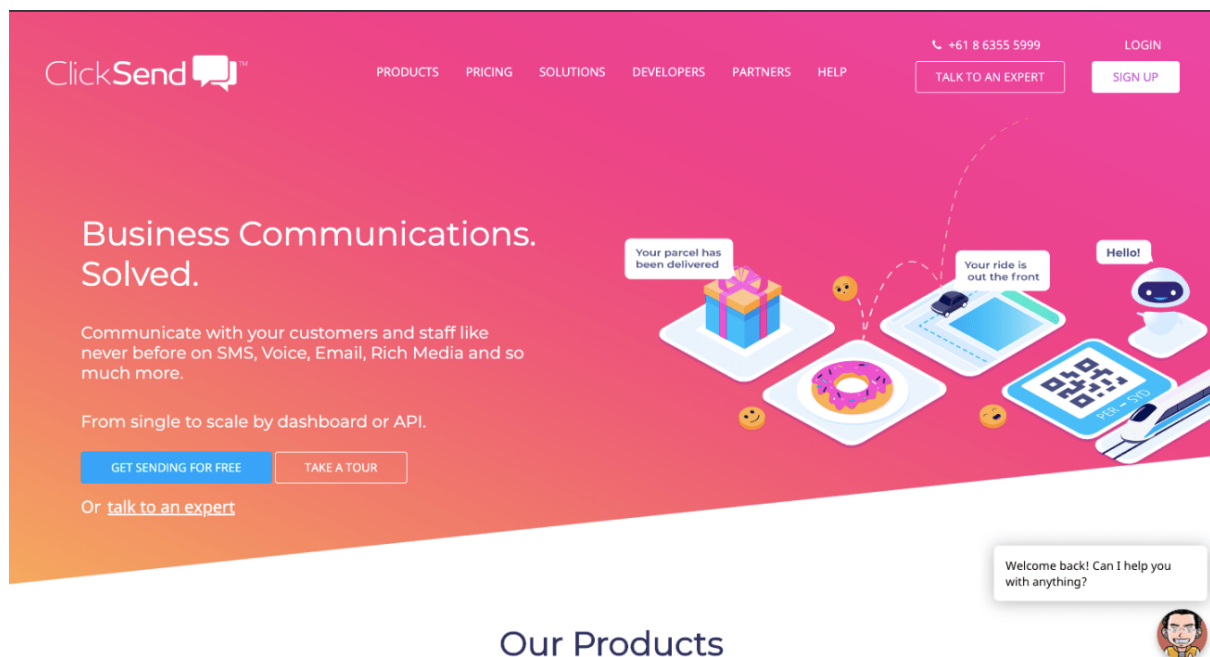 +61 8 6355 5999
LOGIN
ClickSend™
PRODUCTS
PRICING
SOLUTIONS
DEVELOPERS
PARTNERS
HELP
TALK TO AN EXPERT
SIGN UP
Business Communications.
Solved.
Communicate with your customers and staff like
never before on SMS, Voice, Email, Rich Media and so
much more.
From single to scale by dashboard or API.
GET SENDING FOR FREE
TAKE A TOUR
Or talk to an expert
Your parcel has
been delivered
Your ride is
out the front
Hello!
PER - SYD
Welcome back! Can I help you
with anything?
Our Products